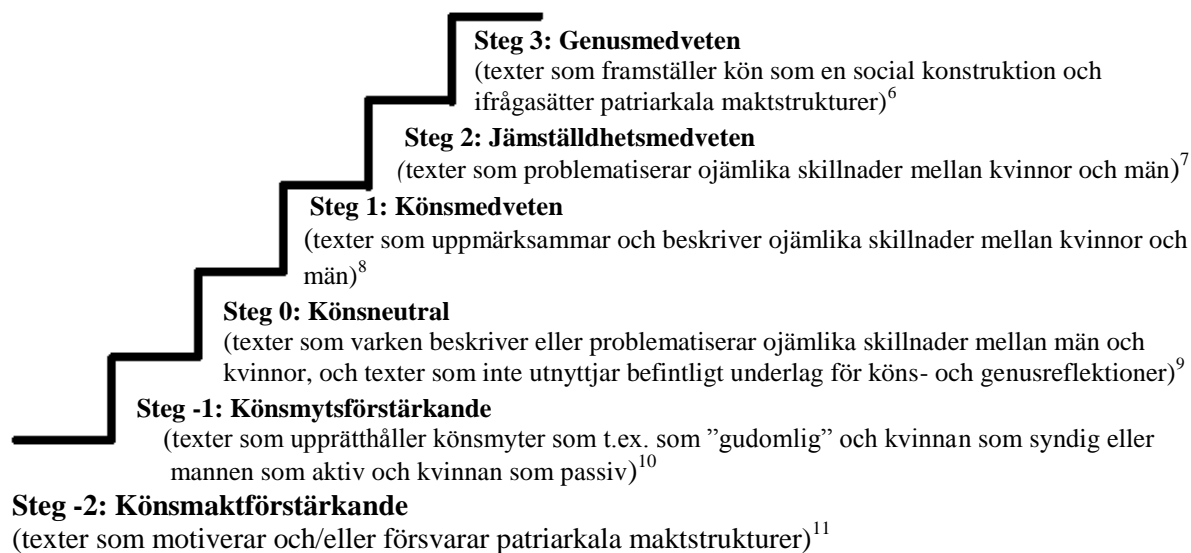 Steg 3: Genusmedveten
(texter som framställer kön som en social konstruktion och
ifrågasätter patriarkala maktstrukturer)⁶
Steg 2: Jämställdhetsmedveten
(texter som problematiserar ojämlika skillnader mellan kvinnor och män)⁷
Steg 1: Könsmedveten
(texter som uppmärksammar och beskriver ojämlika skillnader mellan kvinnor och
män)⁸
Steg 0: Könsneutral
(texter som varken beskriver eller problematiserar ojämlika skillnader mellan män och
kvinnor, och texter som inte utnyttjar befintligt underlag för köns- och genusreflektioner)⁹
Steg -1: Könsmytsförstärkande
(texter som upprätthåller könsmyter som t.ex. som ”gudomlig” och kvinnan som syndig eller
mannen som aktiv och kvinnan som passiv)¹⁰
Steg -2: Könsmaktförstärkande
(texter som motiverar och/eller försvarar patriarkala maktstrukturer)¹¹